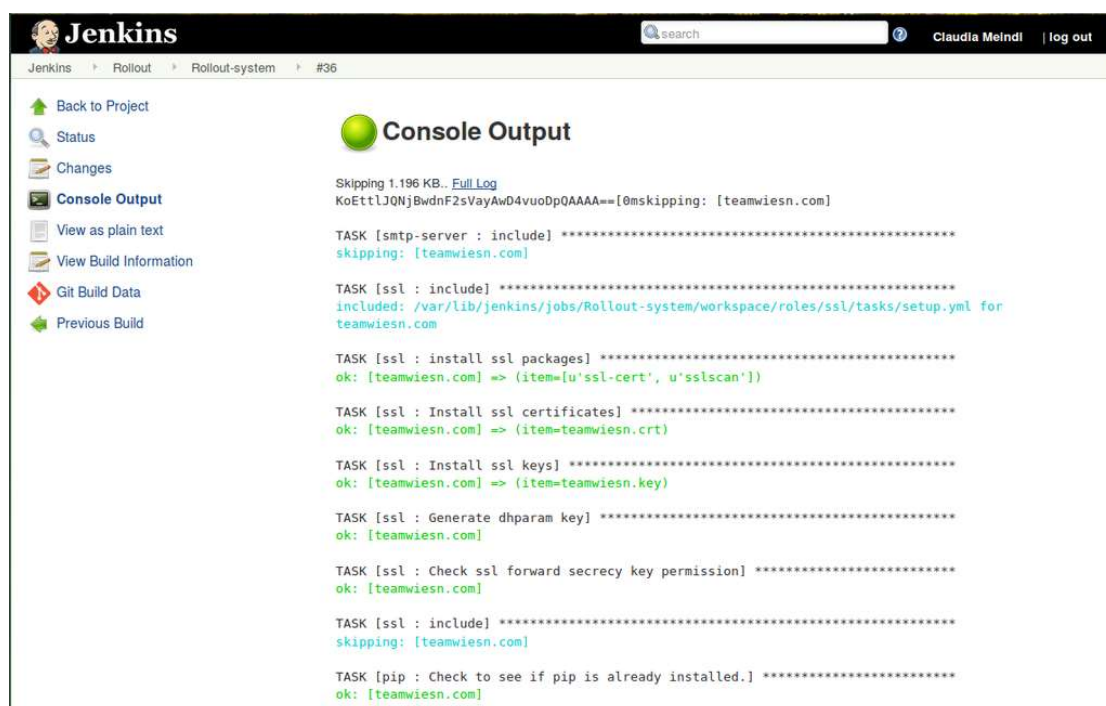 Jenkins
search
Claudia Meindl | log out
Jenkins Rollout Rollout-system #36
Back to Project
Status
Changes
Console Output
View as plain text
View Build Information
Git Build Data
Previous Build
Console Output
Skipping 1.196 KB.. Full Log
KoEttlJQNjBwdnF2sVayAwD4vuoDpQAAAA==[0mskipping: [teamwiesn.com]
TASK [smtp-server : include] ***************************************************
skipping: [teamwiesn.com]
TASK [ssl : include] ***********************************************************
included: /var/lib/jenkins/jobs/Rollout-system/workspace/roles/ssl/tasks/setup.yml for
teamwiesn.com
TASK [ssl : install ssl packages] **********************************************
ok: [teamwiesn.com] => (item=[u'ssl-cert', u'sslscan'])
TASK [ssl : Install ssl certificates] ******************************************
ok: [teamwiesn.com] => (item=teamwiesn.crt)
TASK [ssl : Install ssl keys] **************************************************
ok: [teamwiesn.com] => (item=teamwiesn.key)
TASK [ssl : Generate dhparam key] **********************************************
ok: [teamwiesn.com]
TASK [ssl : Check ssl forward secrecy key permission] **************************
ok: [teamwiesn.com]
TASK [ssl : include] ***********************************************************
skipping: [teamwiesn.com]
TASK [pip : Check to see if pip is already installed.] *************************
ok: [teamwiesn.com]